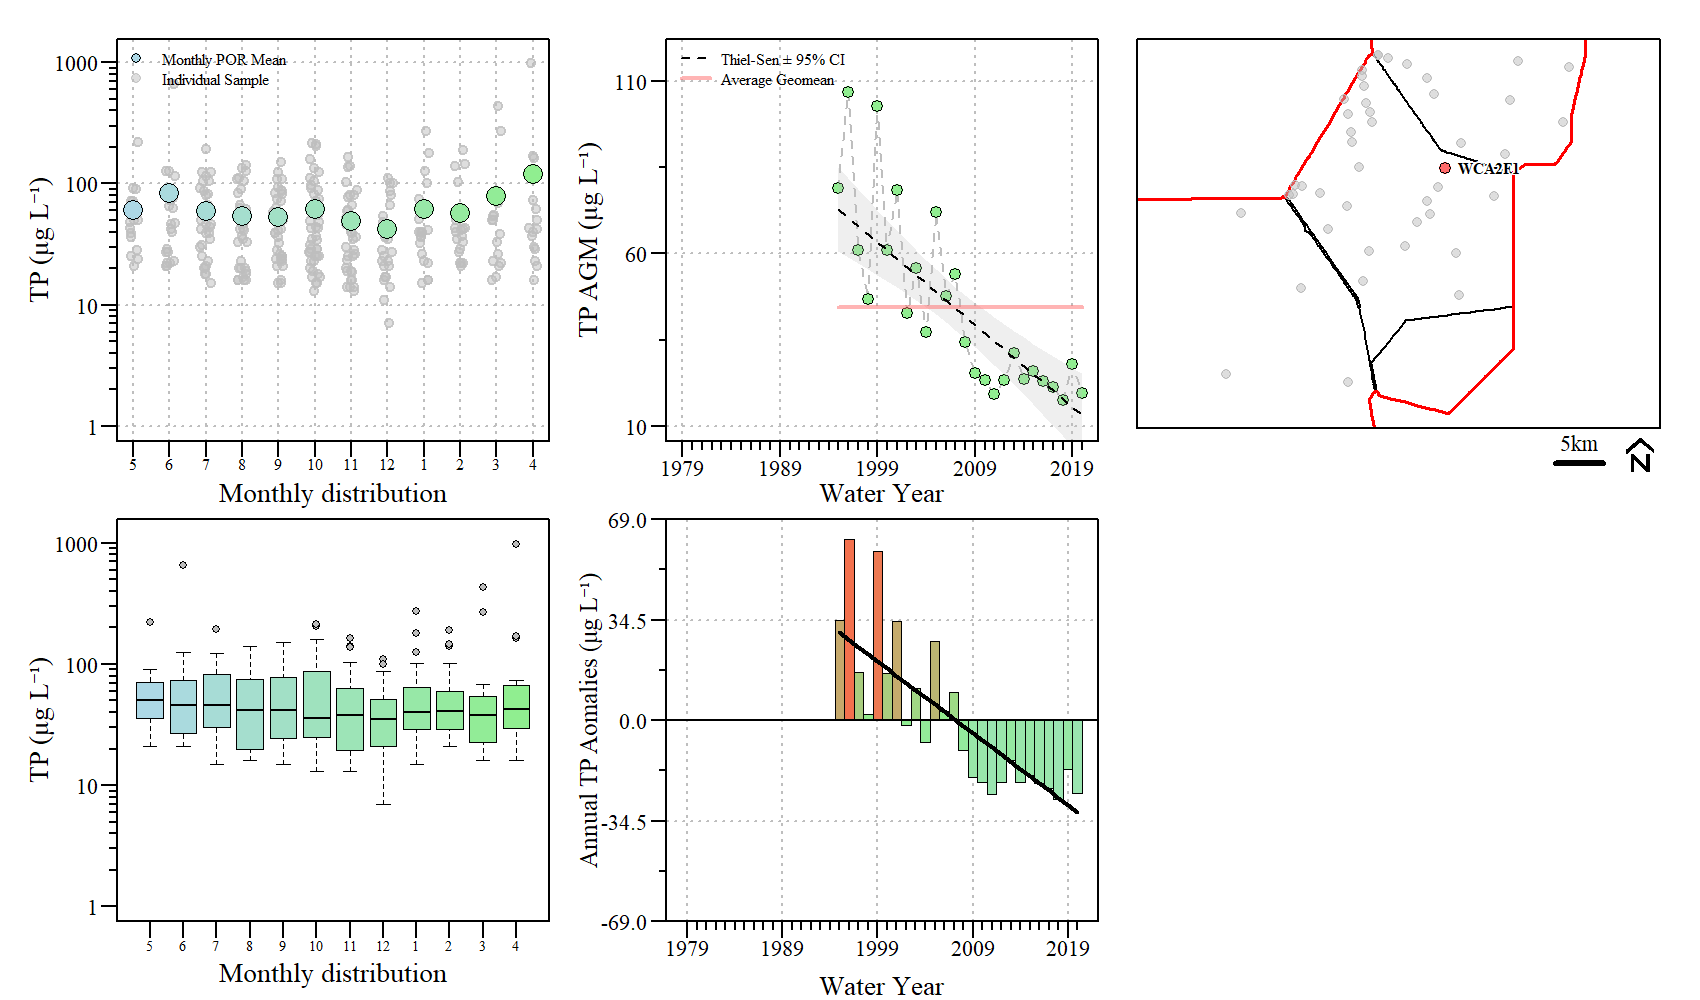 1000
100
10
1
TP (µg L⁻¹)
Monthly POR Mean
Individual Sample
5 6 7 8 9 10 11 12 1 2 3 4
Monthly distribution
110
60
10
TP AGM (µg L⁻¹)
Thiel-Sen ± 95% CI
Average Geomean
1979 1989 1999 2009 2019
Water Year
WCA2E1
5km
N
1000
100
10
1
TP (µg L⁻¹)
5 6 7 8 9 10 11 12 1 2 3 4
Monthly distribution
69.0
34.5
0.0
-34.5
-69.0
Annual TP Aomalies (µg L⁻¹)
1979 1989 1999 2009 2019
Water Year